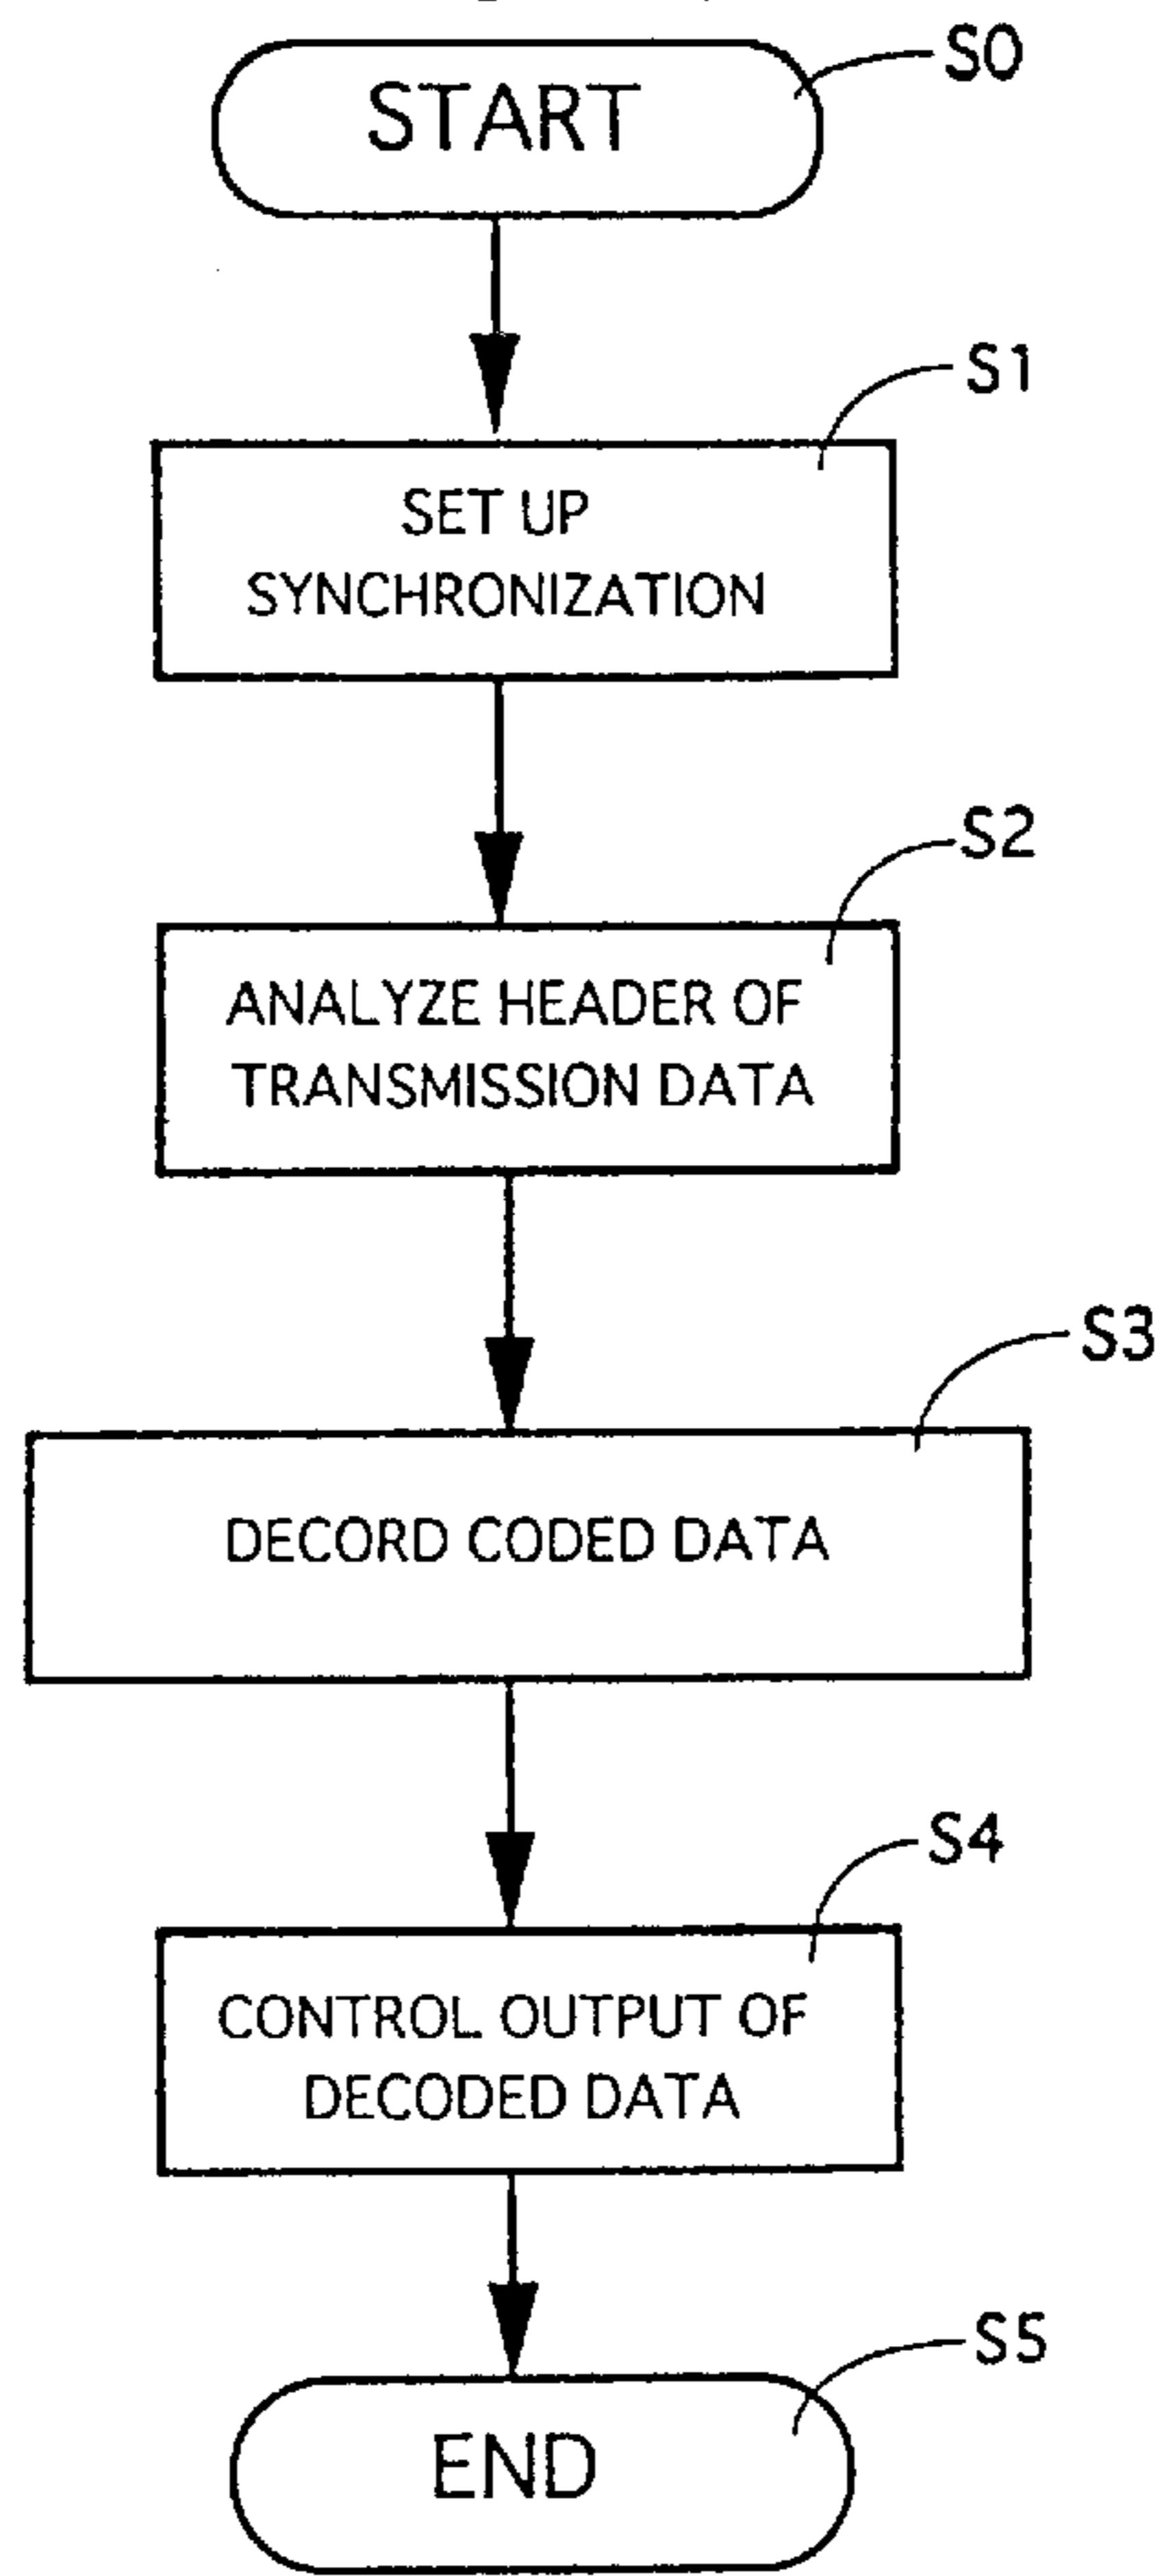 START
S0
S1
SET UP
SYNCHRONIZATION
S2
ANALYZE HEADER OF
TRANSMISSION DATA
S3
DECORD CODED DATA
S4
CONTROL OUTPUT OF
DECODED DATA
S5
END